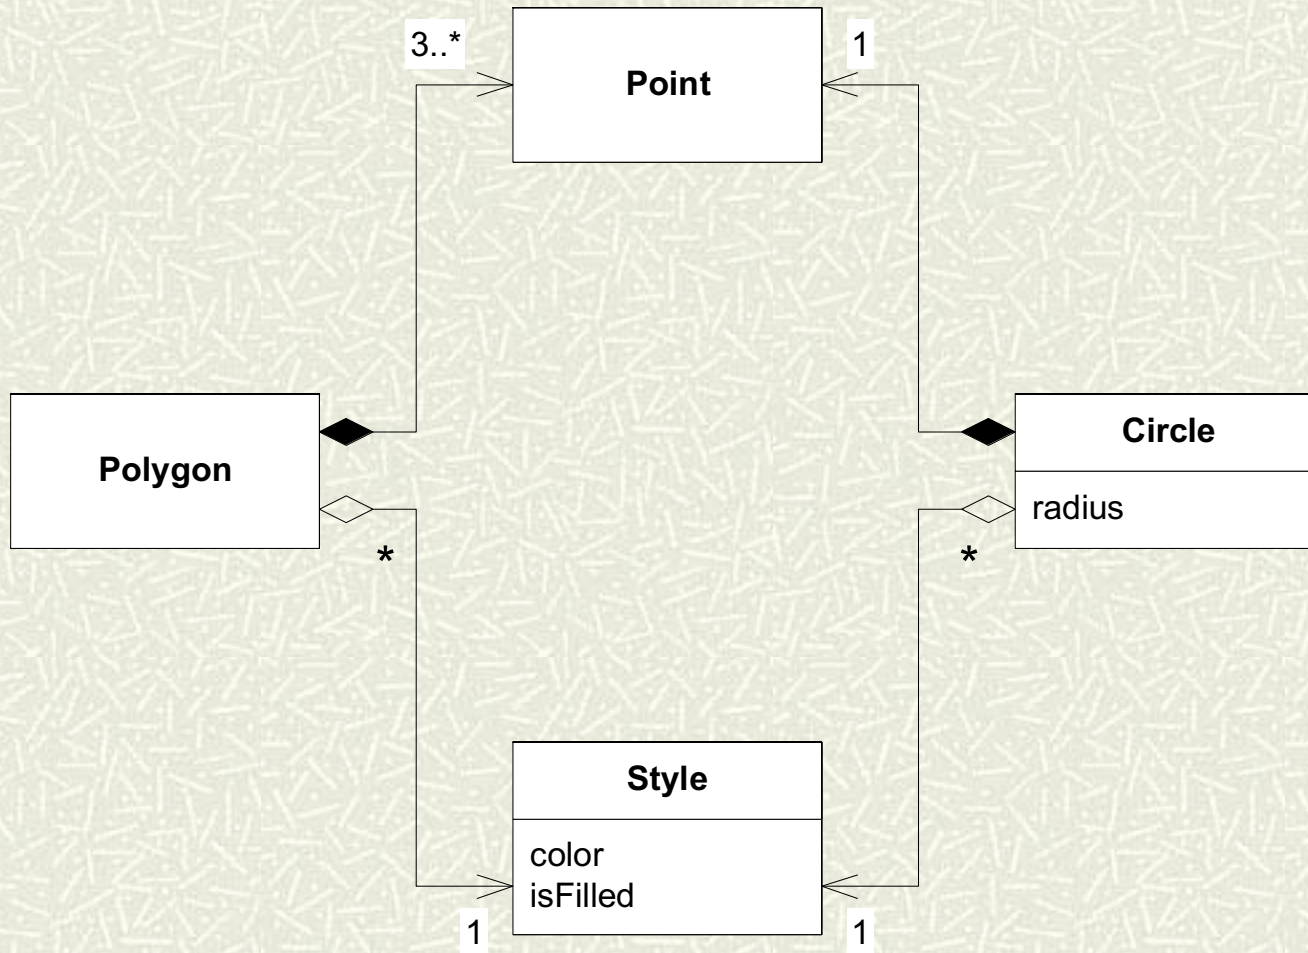 3..*
1
Point
Polygon
Circle
radius
*
*
Style
color
isFilled
1
1